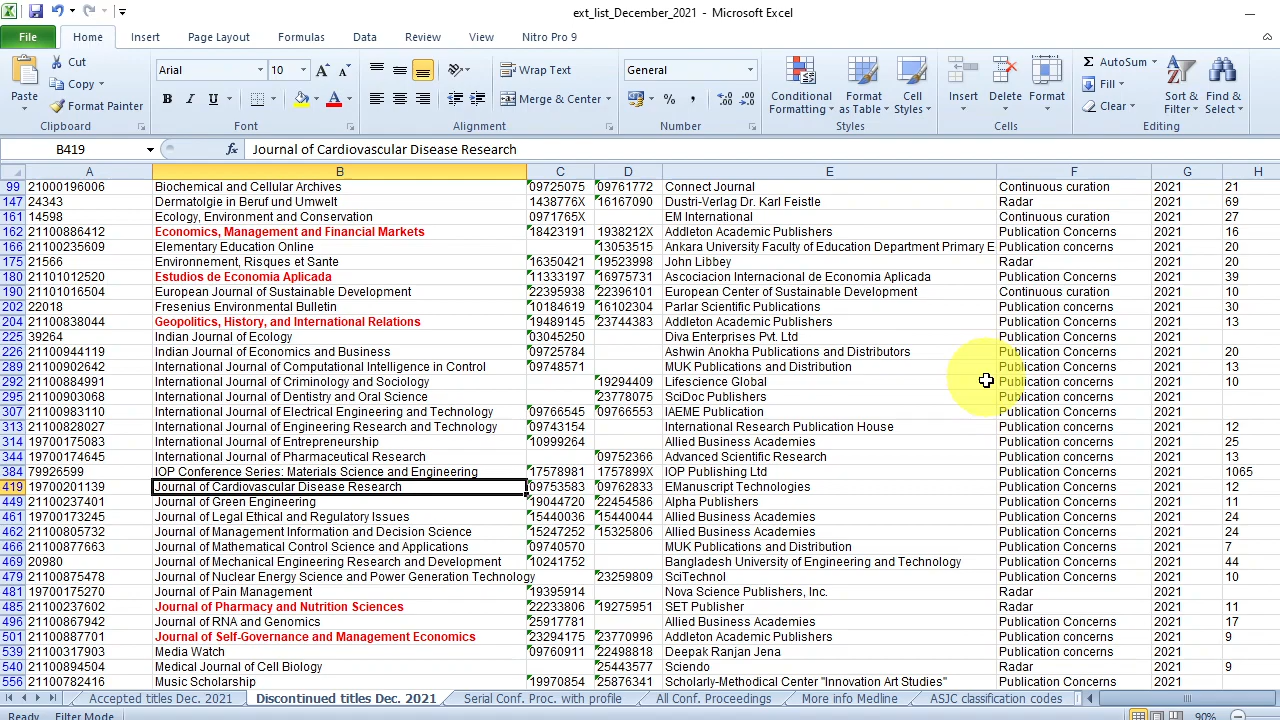 ext_list_December_2021 - Microsoft Excel
File Home Insert Page Layout Formulas Data Review View Nitro Pro 9
Paste Cut Copy Format Painter Clipboard
Arial 10 A A B I U A Font
Wrap Text Merge & Center Alignment
General % , Number
Conditional Formatting Format as Table Cell Styles Styles
Insert Delete Format Cells
Σ AutoSum Fill Clear Sort & Filter Find & Select Editing
B419 fx Journal of Cardiovascular Disease Research
A B C D E F G H
99 21000196006 Biochemical and Cellular Archives 09725075 09761772 Connect Journal Continuous curation 2021 21
147 24343 Dermatolgie in Beruf und Umwelt 1438776X 16167090 Dustri-Verlag Dr. Karl Feistle Radar 2021 69
161 14598 Ecology, Environment and Conservation 0971765X EM International Continuous curation 2021 27
162 21100886412 Economics, Management and Financial Markets 18423191 1938212X Addleton Academic Publishers Publication Concerns 2021 16
166 21100235609 Elementary Education Online 13053515 Ankara University Faculty of Education Department Primary E Publication concerns 2021 20
175 21566 Environnement, Risques et Sante 16350421 19523998 John Libbey Radar 2021 20
180 21101012520 Estudios de Economia Aplicada 11333197 16975731 Ascociacion Internacional de Economia Aplicada Publication Concerns 2021 39
190 21101016504 European Journal of Sustainable Development 22395938 22396101 European Center of Sustainable Development Continuous curation 2021 10
202 22018 Fresenius Environmental Bulletin 10184619 16102304 Parlar Scientific Publications Publication Concerns 2021 30
204 21100838044 Geopolitics, History, and International Relations 19489145 23744383 Addleton Academic Publishers Publication Concerns 2021 13
225 39264 Indian Journal of Ecology 03045250 Diva Enterprises Pvt. Ltd Publication Concerns 2021
226 21100944119 Indian Journal of Economics and Business 09725784 Ashwin Anokha Publications and Distributors Publication Concerns 2021 20
289 21100902642 International Journal of Computational Intelligence in Control 09748571 MUK Publications and Distribution Publication Concerns 2021 13
292 21100884991 International Journal of Criminology and Sociology 19294409 Lifescience Global Publication concerns 2021 10
295 21100903068 International Journal of Dentistry and Oral Science 23778075 SciDoc Publishers Publication Concerns 2021
307 21100983110 International Journal of Electrical Engineering and Technology 09766545 09766553 IAEME Publication Publication Concerns 2021
313 21100828027 International Journal of Engineering Research and Technology 09743154 International Research Publication House Publication Concerns 2021 12
314 19700175083 International Journal of Entrepreneurship 10999264 Allied Business Academies Publication Concerns 2021 25
344 19700174645 International Journal of Pharmaceutical Research 09752366 Advanced Scientific Research Publication Concerns 2021 13
384 79926599 IOP Conference Series: Materials Science and Engineering 17578981 1757899X IOP Publishing Ltd Publication Concerns 2021 1065
419 19700201139 Journal of Cardiovascular Disease Research 09753583 09762833 EManuscript Technologies Publication Concerns 2021 12
449 21100237401 Journal of Green Engineering 19044720 22454586 Alpha Publishers Publication Concerns 2021 11
461 19700173245 Journal of Legal Ethical and Regulatory Issues 15440036 15440044 Allied Business Academies Publication Concerns 2021 24
462 21100805732 Journal of Management Information and Decision Science 15247252 15325806 Allied Business Academies Publication Concerns 2021 24
466 21100877663 Journal of Mathematical Control Science and Applications 09740570 MUK Publications and Distribution Publication Concerns 2021 7
469 20980 Journal of Mechanical Engineering Research and Development 10241752 Bangladesh University of Engineering and Technology Publication Concerns 2021 44
479 21100875478 Journal of Nuclear Energy Science and Power Generation Technology 23259809 SciTechno Publication Concerns 2021 10
481 19700175270 Journal of Pain Management 19395914 Nova Science Publishers, Inc. Radar 2021
485 21100237602 Journal of Pharmacy and Nutrition Sciences 22233806 19275951 SET Publisher Radar 2021 11
496 21100867942 Journal of RNA and Genomics 25917781 Allied Business Academies Publication Concerns 2021 17
501 21100887701 Journal of Self-Governance and Management Economics 23294175 23770996 Addleton Academic Publishers Publication Concerns 2021 9
539 21100317903 Media Watch 09760911 22498818 Deepak Ranjan Jena Publication concerns 2021
540 21100894504 Medical Journal of Cell Biology 25443577 Sciendo Radar 2021 9
556 21100782416 Music Scholarship 19970854 25876341 Scholarly-Methodical Center "Innovation Art Studies" Publication Concerns 2021
Accepted titles Dec. 2021 Discontinued titles Dec. 2021 Serial Conf. Proc. with profile All Conf. Proceedings More info Medline ASJC classification codes
Ready Filter Mode 90%